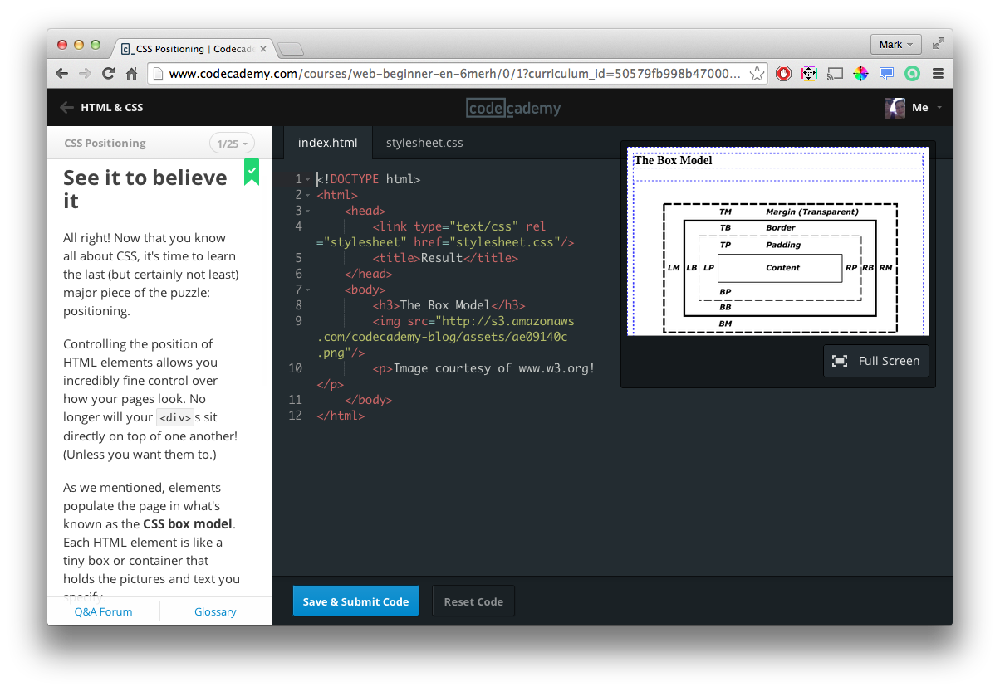 CSS Positioning | Codecad
Mark
www.codecademy.com/courses/web-beginner-en-6merh/0/1?curriculum_id=50579fb998b47000...
HTML & CSS
codecademy
Me
CSS Positioning
1/25
See it to believe
it
All right! Now that you know
all about CSS, it's time to learn
the last (but certainly not least)
major piece of the puzzle:
positioning.
Controlling the position of
HTML elements allows you
incredibly fine control over
how your pages look. No
longer will your <div>s sit
directly on top of one another!
(Unless you want them to.)
As we mentioned, elements
populate the page in what's
known as the CSS box model.
Each HTML element is like a
tiny box or container that
holds the pictures and text you
specify.
Q&A Forum
Glossary
index.html
stylesheet.css
1 <!DOCTYPE html>
2 <html>
3 <head>
4 <link type="text/css" rel
="stylesheet" href="stylesheet.css"/>
5 <title>Result</title>
6 </head>
7 <body>
8 <h3>The Box Model</h3>
9 <img src="http://s3.amazonaws
.com/codecademy-blog/assets/ae09140c
.png"/>
10 <p>Image courtesy of www.w3.org!
</p>
11 </body>
12 </html>
The Box Model
TM Margin (Transparent)
TB Border
TP Padding
LM LB LP Content RP RB RM
BP
BB
BM
Full Screen
Save & Submit Code
Reset Code